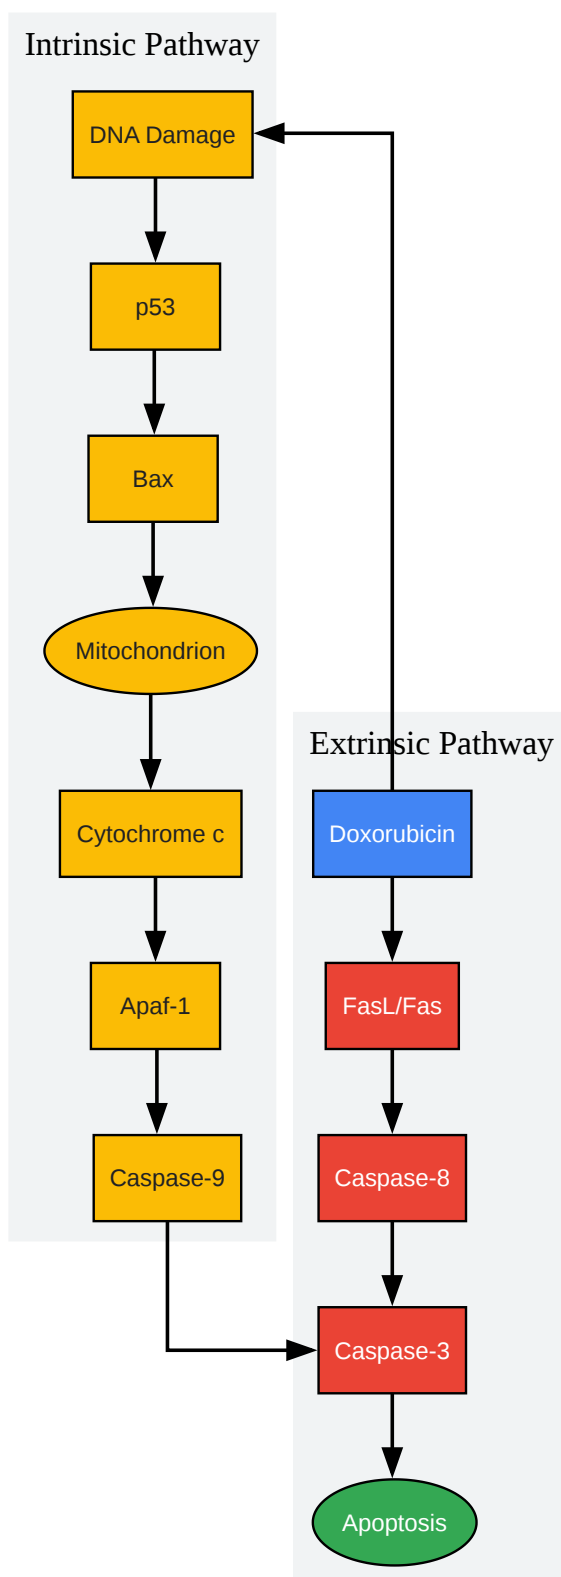 Intrinsic Pathway
DNA Damage
p53
Bax
Mitochondrion
Cytochrome c
Apaf-1
Caspase-9
Extrinsic Pathway
Doxorubicin
FasL/Fas
Caspase-8
Caspase-3
Apoptosis